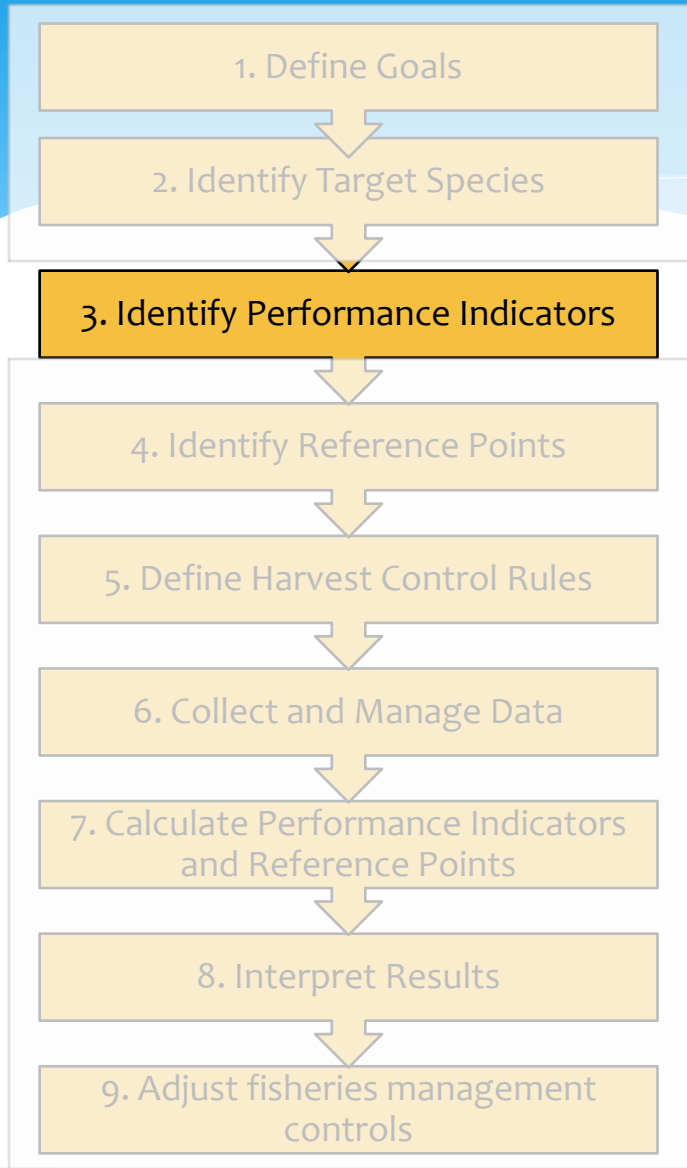 1. Define Goals
2. Identify Target Species
3. Identify Performance Indicators
4. Identify Reference Points
5. Define Harvest Control Rules
6. Collect and Manage Data
7. Calculate Performance Indicators
and Reference Points
8. Interpret Results
9. Adjust fisheries management
controls